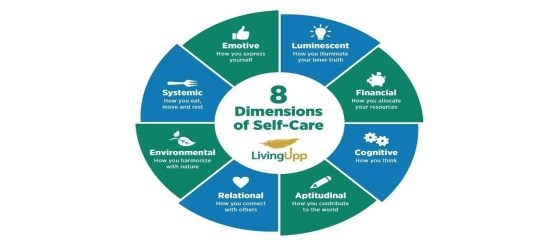 8
Dimensions
of Self-Care
LivingUpp
Luminescent
How you illuminate
your inner truth
Financial
How you allocate
your resources
Cognitive
How you think
Aptitudinal
How you contribute
to the world
Relational
How you connect
with others
Environmental
How you harmonize
with nature
Systemic
How you eat,
move and rest
Emotive
How you express
yourself